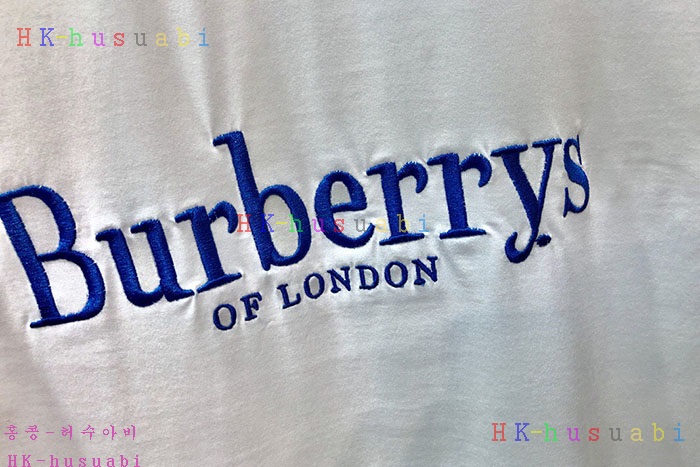 HK-husuabi
Burberrys
HK-husuabi
OF LONDON
홍콩-허수아비
HK-husuabi
HK-husuabi